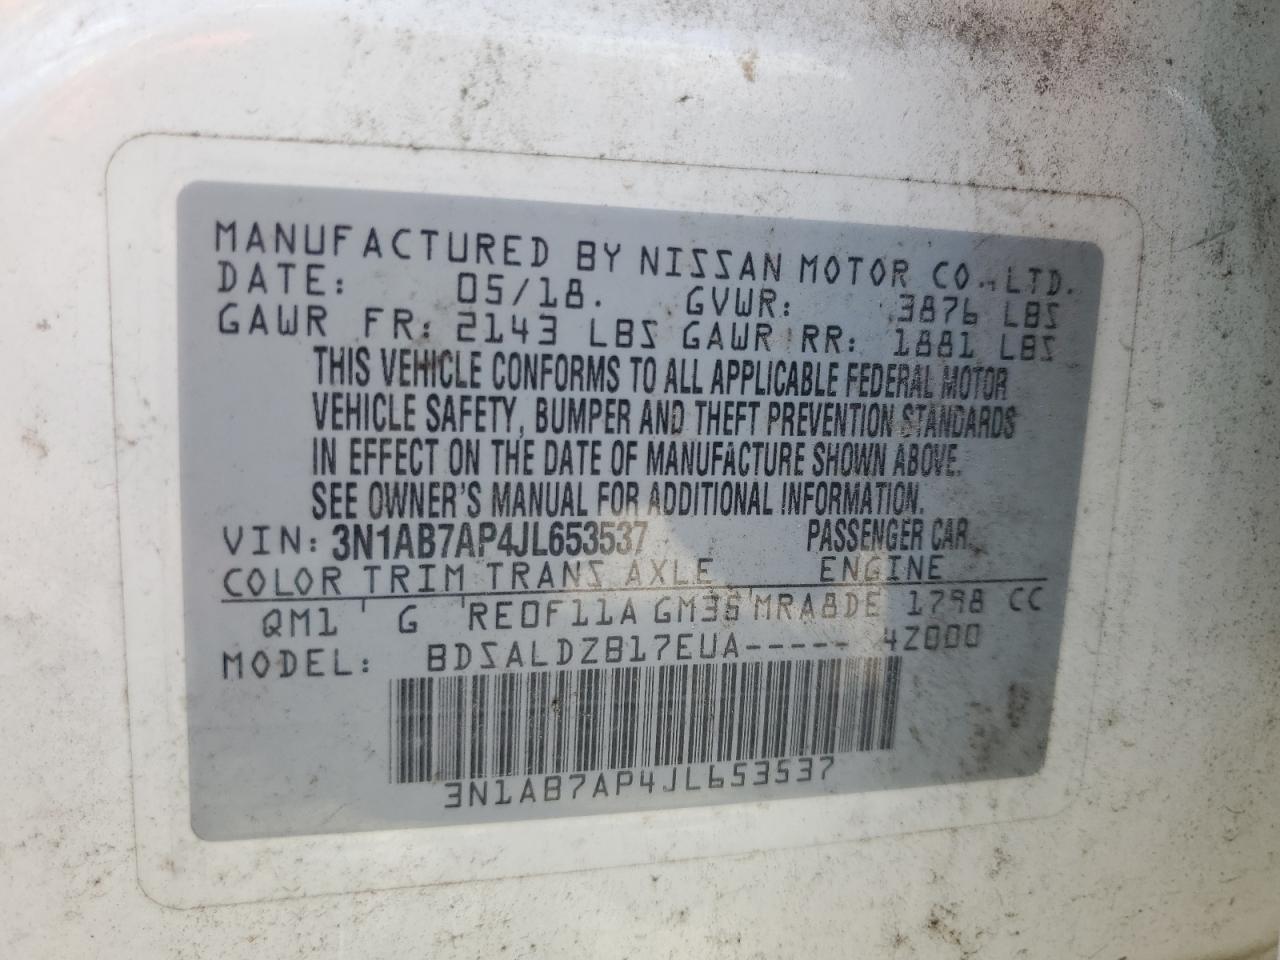 MANUFACTURED BY NISSAN MOTOR CO., LTD.
DATE: 05/18. GVWR: 3876 LBS
GAWR FR: 2143 LBS GAWR RR: 1881 LBS
THIS VEHICLE CONFORMS TO ALL APPLICABLE FEDERAL MOTOR
VEHICLE SAFETY, BUMPER AND THEFT PREVENTION STANDARDS
IN EFFECT ON THE DATE OF MANUFACTURE SHOWN ABOVE.
SEE OWNER'S MANUAL FOR ADDITIONAL INFORMATION.
VIN: 3N1AB7AP4JL653537 PASSENGER CAR.
COLOR TRIM TRANS AXLE ENGINE
QM1 G RE0F11A GM36 MRA8DE 1798 CC
MODEL: BDSALDZB17EUA----- 4Z000
3N1AB7AP4JL653537